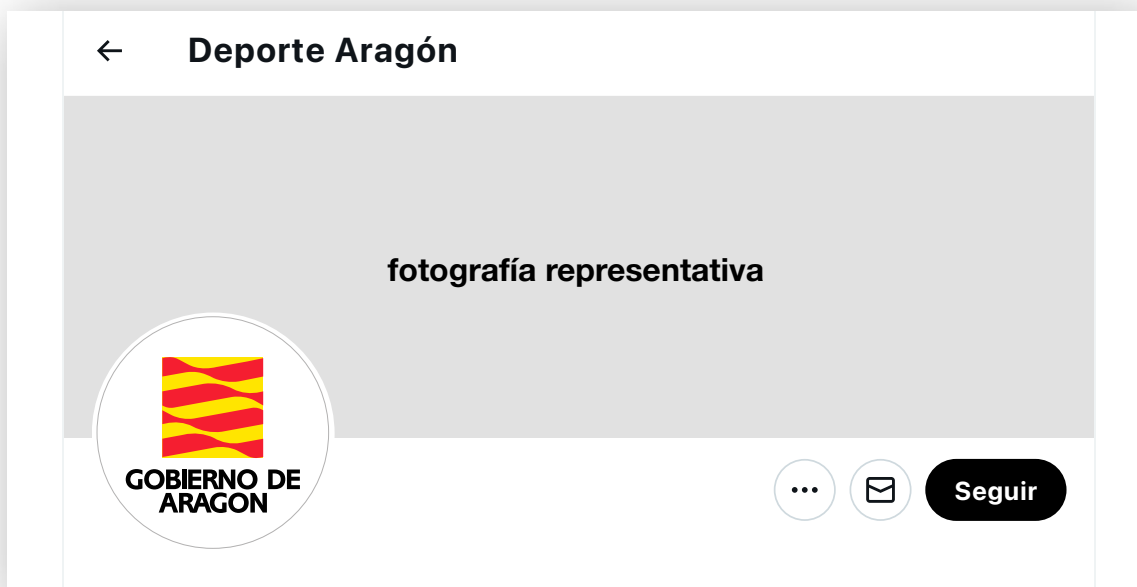 Deporte Aragón
fotografía representativa
GOBIERNO DE
ARAGON
Seguir